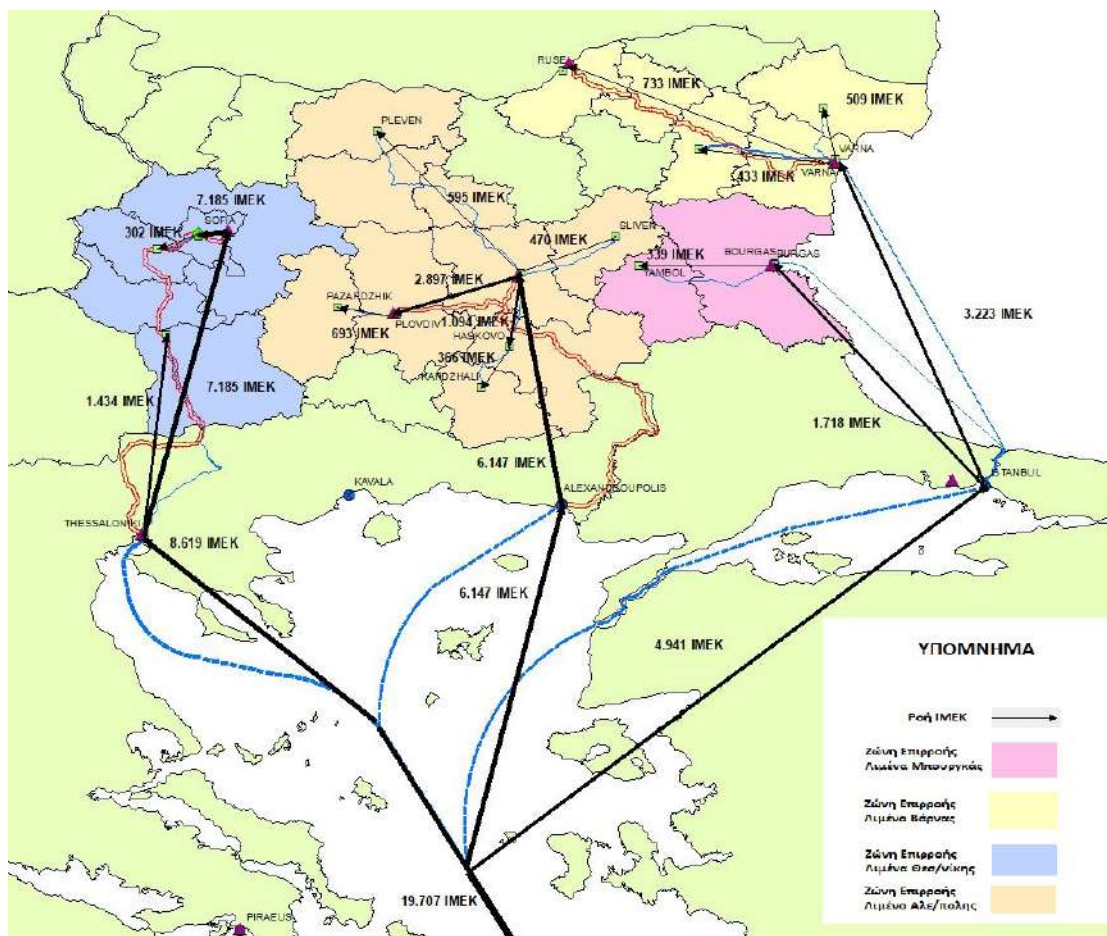 RUSE
733 IMEK
509 IMEK
PLEVEN
VARNA
VARNA
433 IMEK
7.185 IMEK
SOFIA
302 IMEK
595 IMEK
SLIVEN
470 IMEK
339 IMEK
BOURGAS
BURGAS
2.897 IMEK
PAZARDZHIK
PLOVDIV
1.094 IMEK
693 IMEK
HASKOVO
366 IMEK
KARDZHALI
3.223 IMEK
7.185 IMEK
1.434 IMEK
1.718 IMEK
6.147 IMEK
ISTANBUL
KAVALA
ALEXANDROUPOLIS
THESSALONIKI
8.619 IMEK
6.147 IMEK
4.941 IMEK
19.707 IMEK
PIRAEUS
ΥΠΟΜΝΗΜΑ
Ροή ΙΜΕΚ
Ζώνη Επιρροής
Λιμένα Μπουργκάς
Ζώνη Επιρροής
Λιμένα Βάρνας
Ζώνη Επιρροής
Λιμένα Θεσ/νίκης
Ζώνη Επιρροής
Λιμένα Αλε/πολης